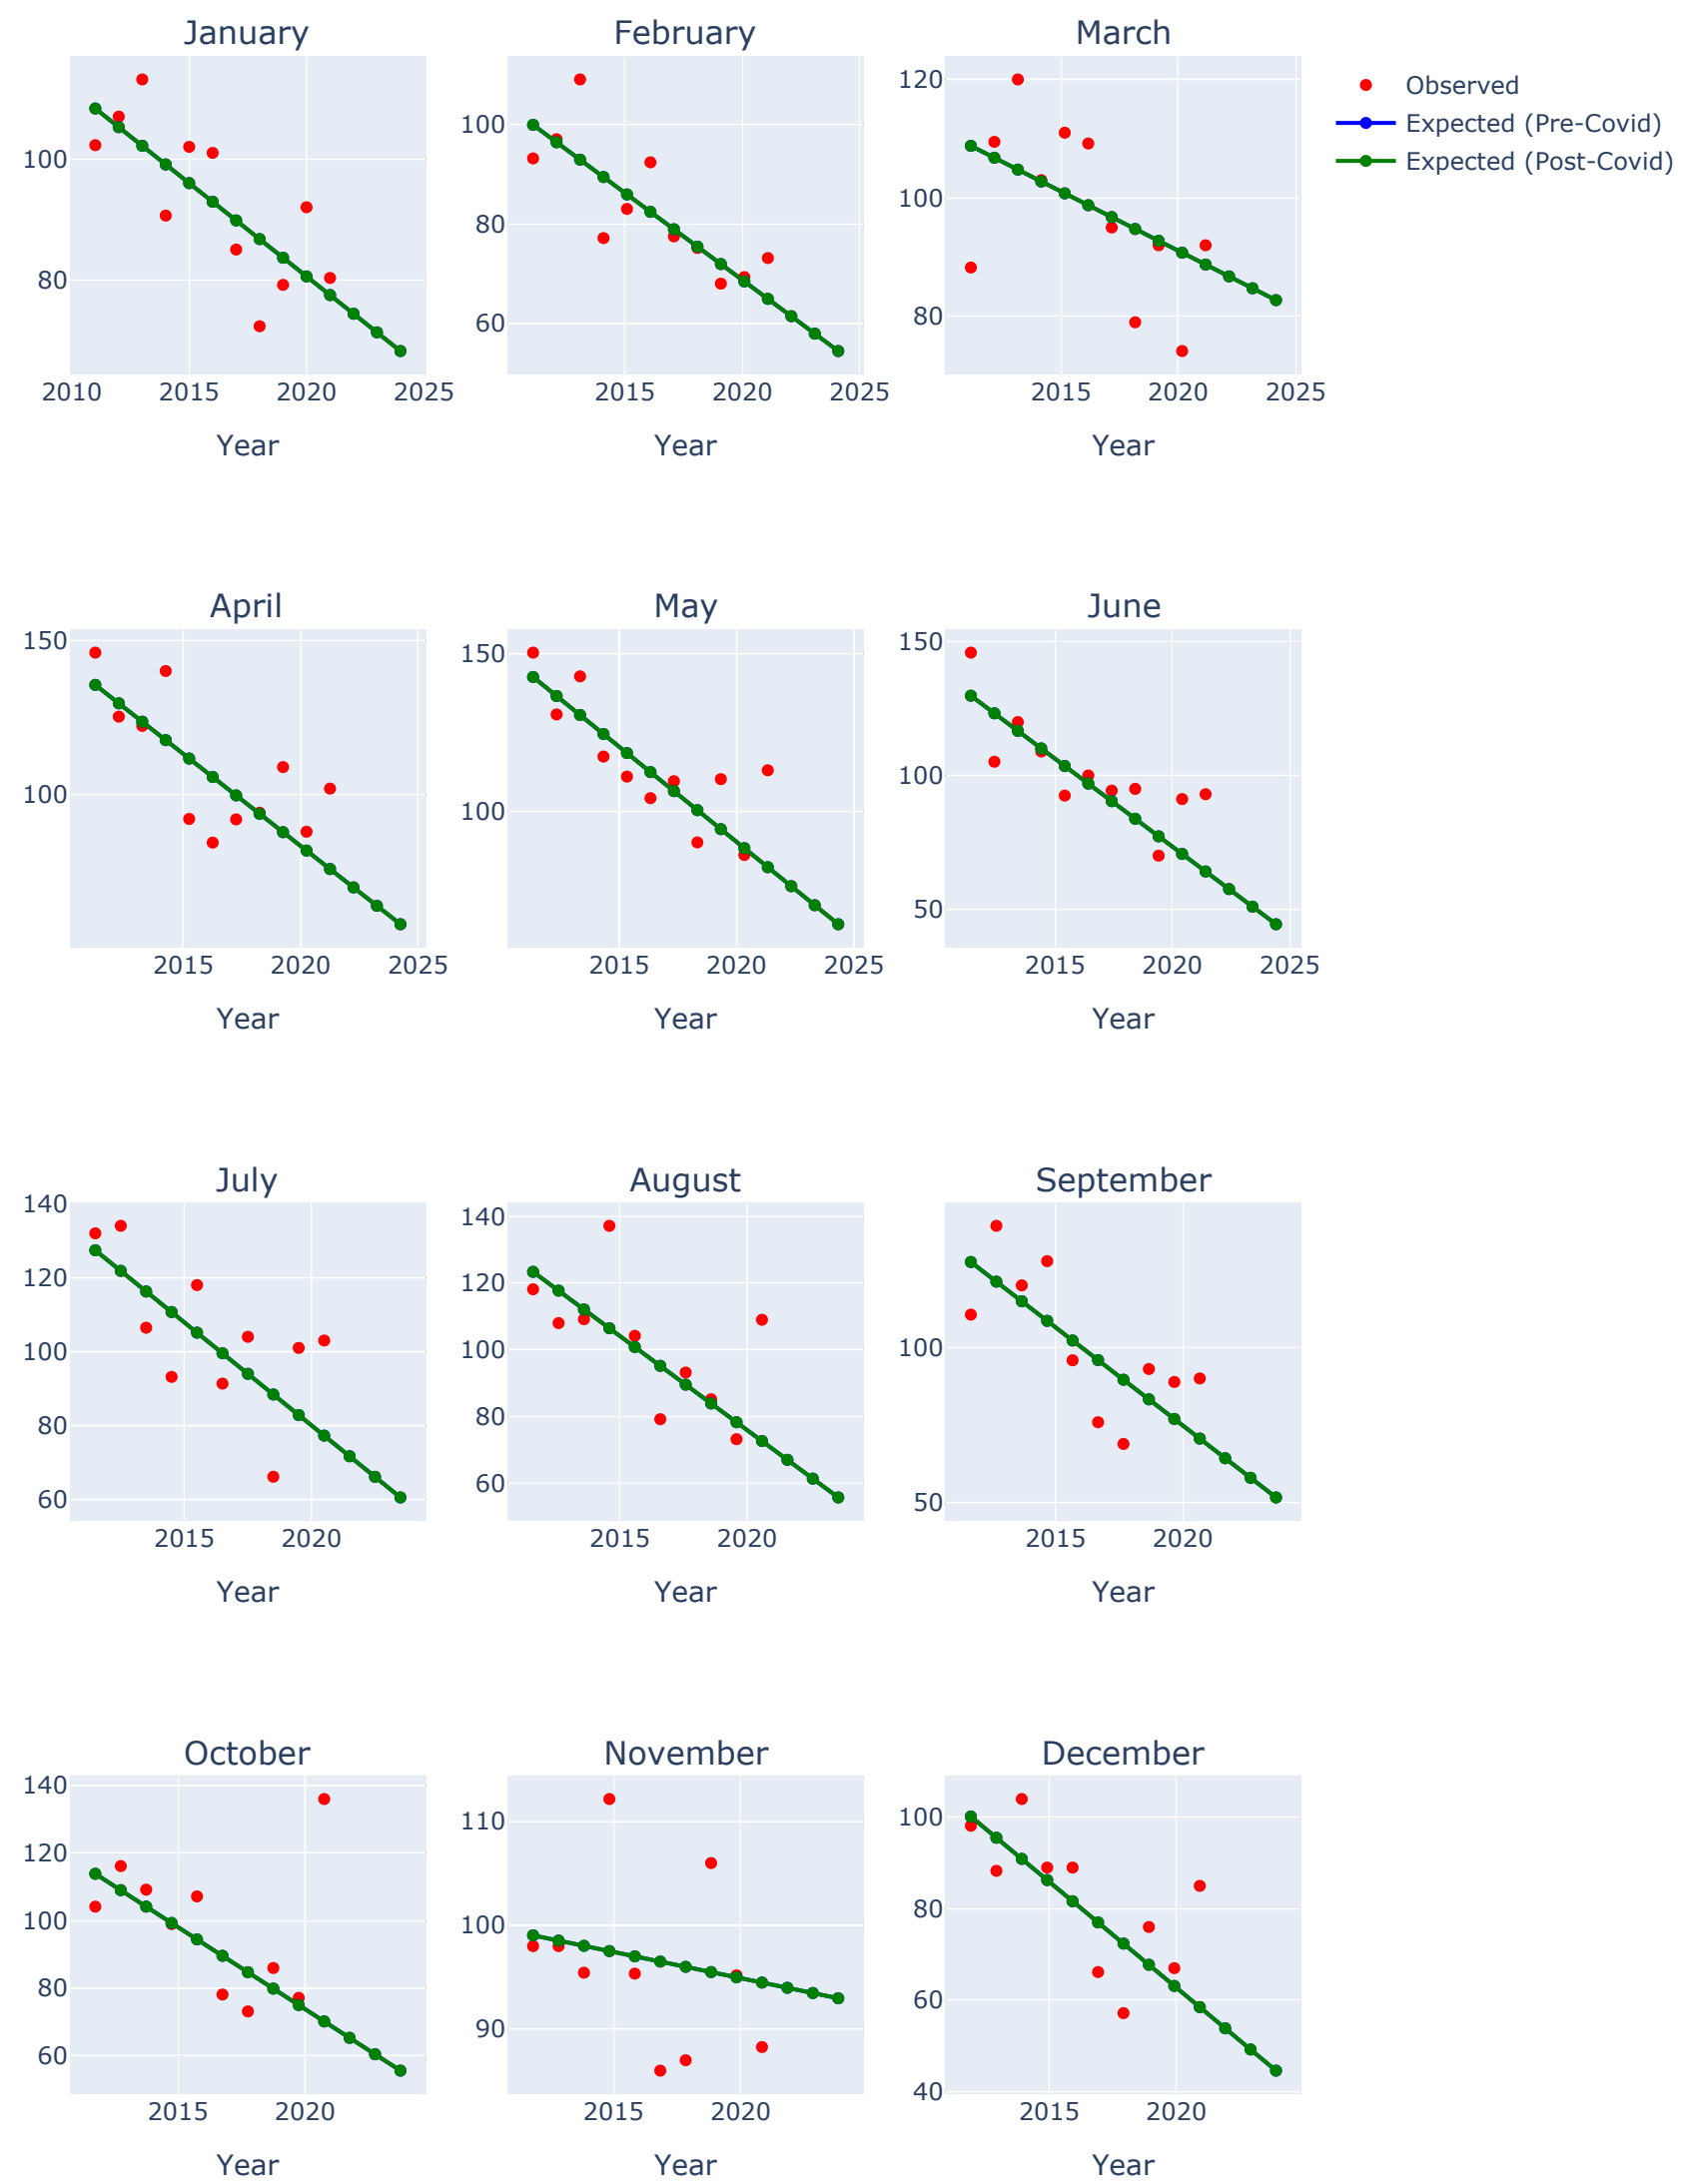 January February March
100
80
2010 2015 2020 2025
Year
100
80
60
2015 2020 2025
Year
120
100
80
2015 2020 2025
Year
Observed
Expected (Pre-Covid)
Expected (Post-Covid)
April May June
150
100
2015 2020 2025
Year
150
100
2015 2020 2025
Year
150
100
50
2015 2020 2025
Year
July August September
140
120
100
80
60
2015 2020
Year
140
120
100
80
60
2015 2020
Year
100
50
2015 2020
Year
October November December
140
120
100
80
60
2015 2020
Year
110
100
90
2015 2020
Year
100
80
60
40
2015 2020
Year